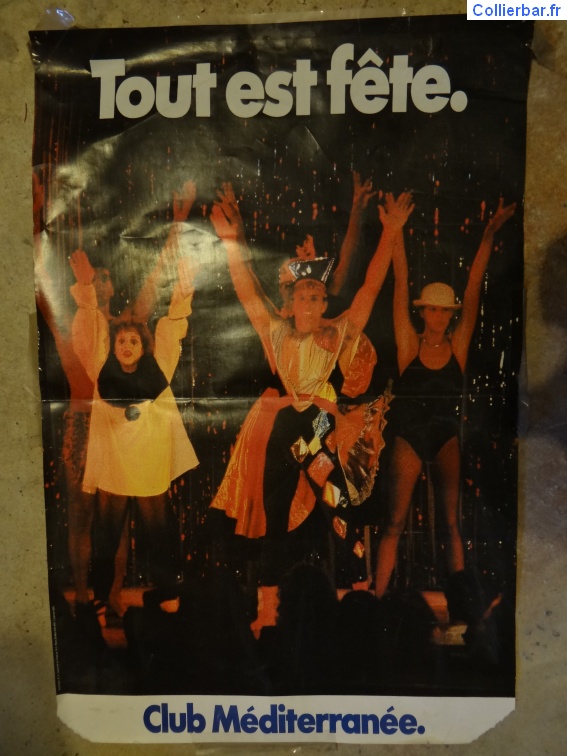 Collierbar.fr
Tout est fête.
Club Méditerranée.